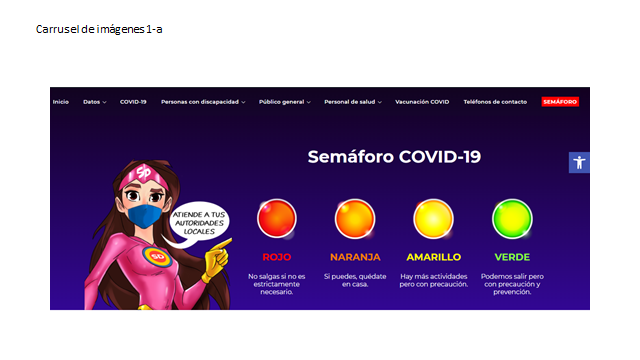 Carrusel de imágenes 1-a
Inicio Datos COVID-19 Personas con discapacidad Público general Personal de salud Vacunación COVID Teléfonos de contacto SEMÁFORO
Semáforo COVID-19
SD
ATIENDE A TUS
AUTORIDADES
LOCALES
SD
ROJO
No salgas si no es
estrictamente
necesario.
NARANJA
Si puedes, quédate
en casa.
AMARILLO
Hay más actividades
pero con precaución.
VERDE
Podemos salir pero
con precaución y
prevención.